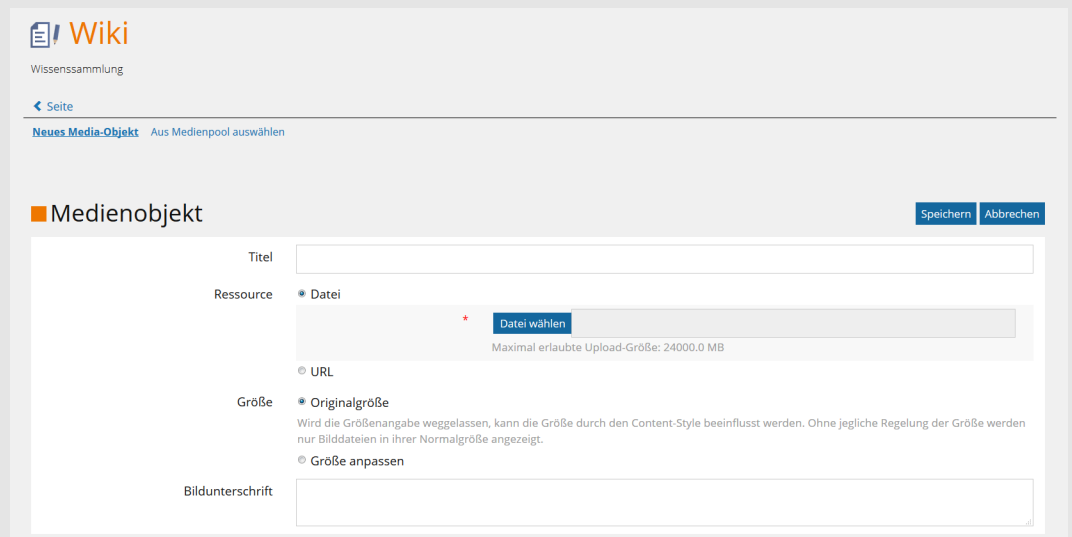 Wiki
Wissenssammlung
Seite
Neues Media-Objekt Aus Medienpool auswählen
Medienobjekt
Speichern Abbrechen
Titel
Ressource Datei
* Datei wählen
Maximal erlaubte Upload-Größe: 24000.0 MB
URL
Größe Originalgröße
Wird die Größenangabe weggelassen, kann die Größe durch den Content-Style beeinflusst werden. Ohne jegliche Regelung der Größe werden
nur Bilddateien in ihrer Normalgröße angezeigt.
Größe anpassen
Bildunterschrift